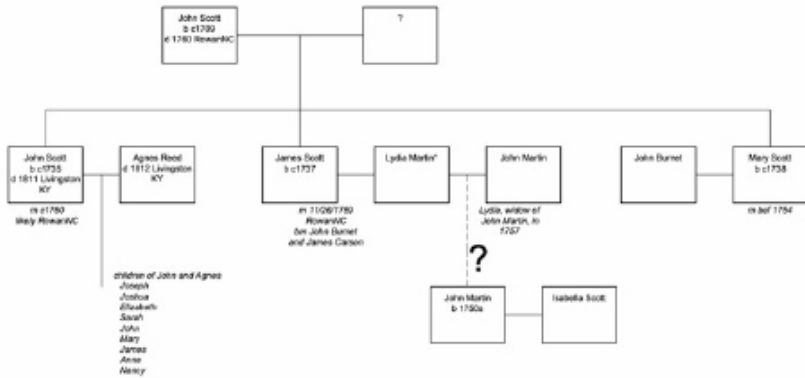 John Scott
b c1709
d 1760 RowanNC
?
John Scott
b c1735
d 1811 Livingston
KY
Agnes Reed
d 1812 Livingston
KY
James Scott
b c1737
Lydia Martin*
John Martin
John Burnet
Mary Scott
b c1738
m c1760
likely RowanNC
m 11/26/1769
RowanNC
bm John Burnet
and James Carson
Lydia, widow of
John Martin, in
1767
m bef 1764
?
children of John and Agnes
Joseph
Joshua
Elizabeth
Sarah
John
Mary
James
Anne
Nancy
John Martin
b 1750s
Isabella Scott